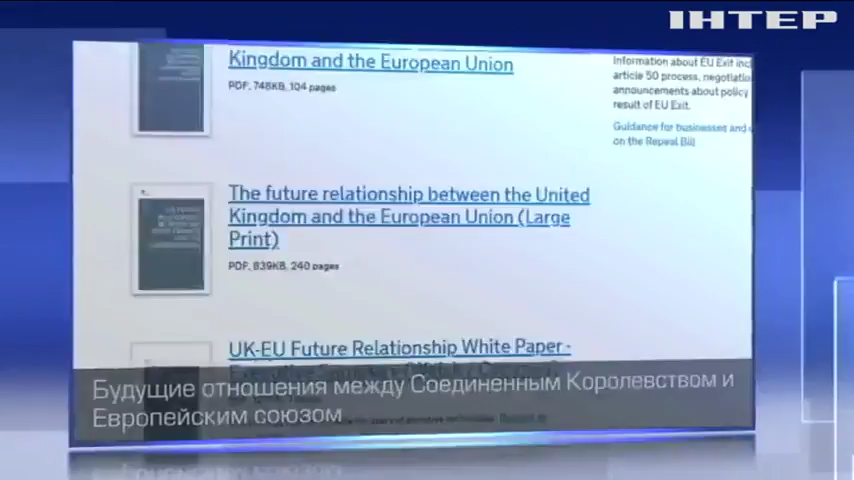 ІНТЕР
Kingdom and the European Union
PDF, 748KB, 104 pages
Information about EU Exit incl
article 50 process, negotiatio
announcements about policy
result of EU Exit.
Guidance for businesses and
on the Repeal Bill
The future relationship between the United
Kingdom and the European Union (Large
Print)
PDF, 839KB, 240 pages
UK-EU Future Relationship White Paper -
Будущие отношения между Соединенным Королевством и
Европейским союзом